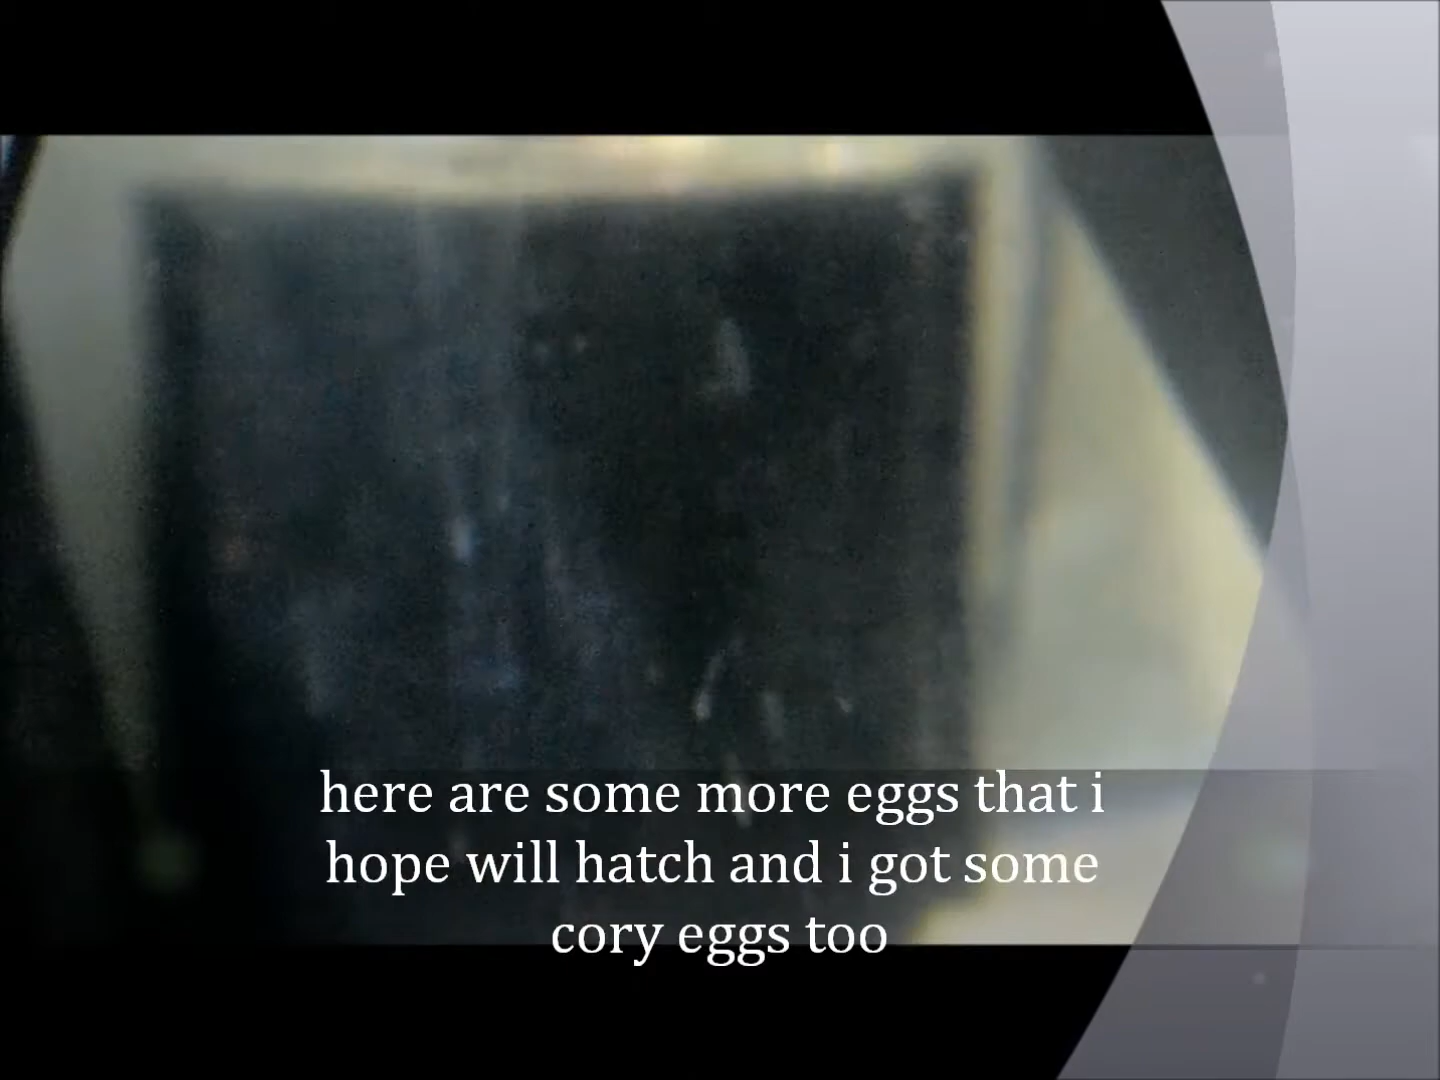 here are some more eggs that i
hope will hatch and i got some
cory eggs too